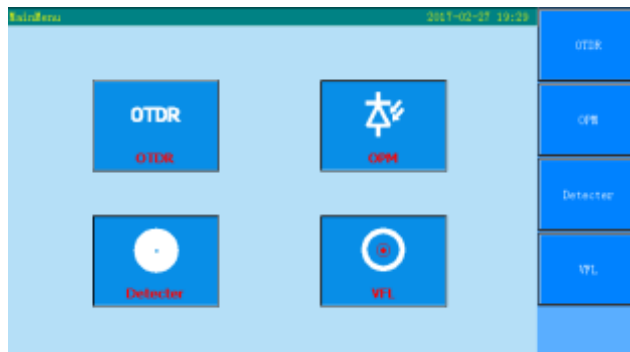 MainMenu 2017-02-27 19:29
OTDR
OTDR
OPM
Detecter
VFL
OTDR
OPM
Detecter
VFL